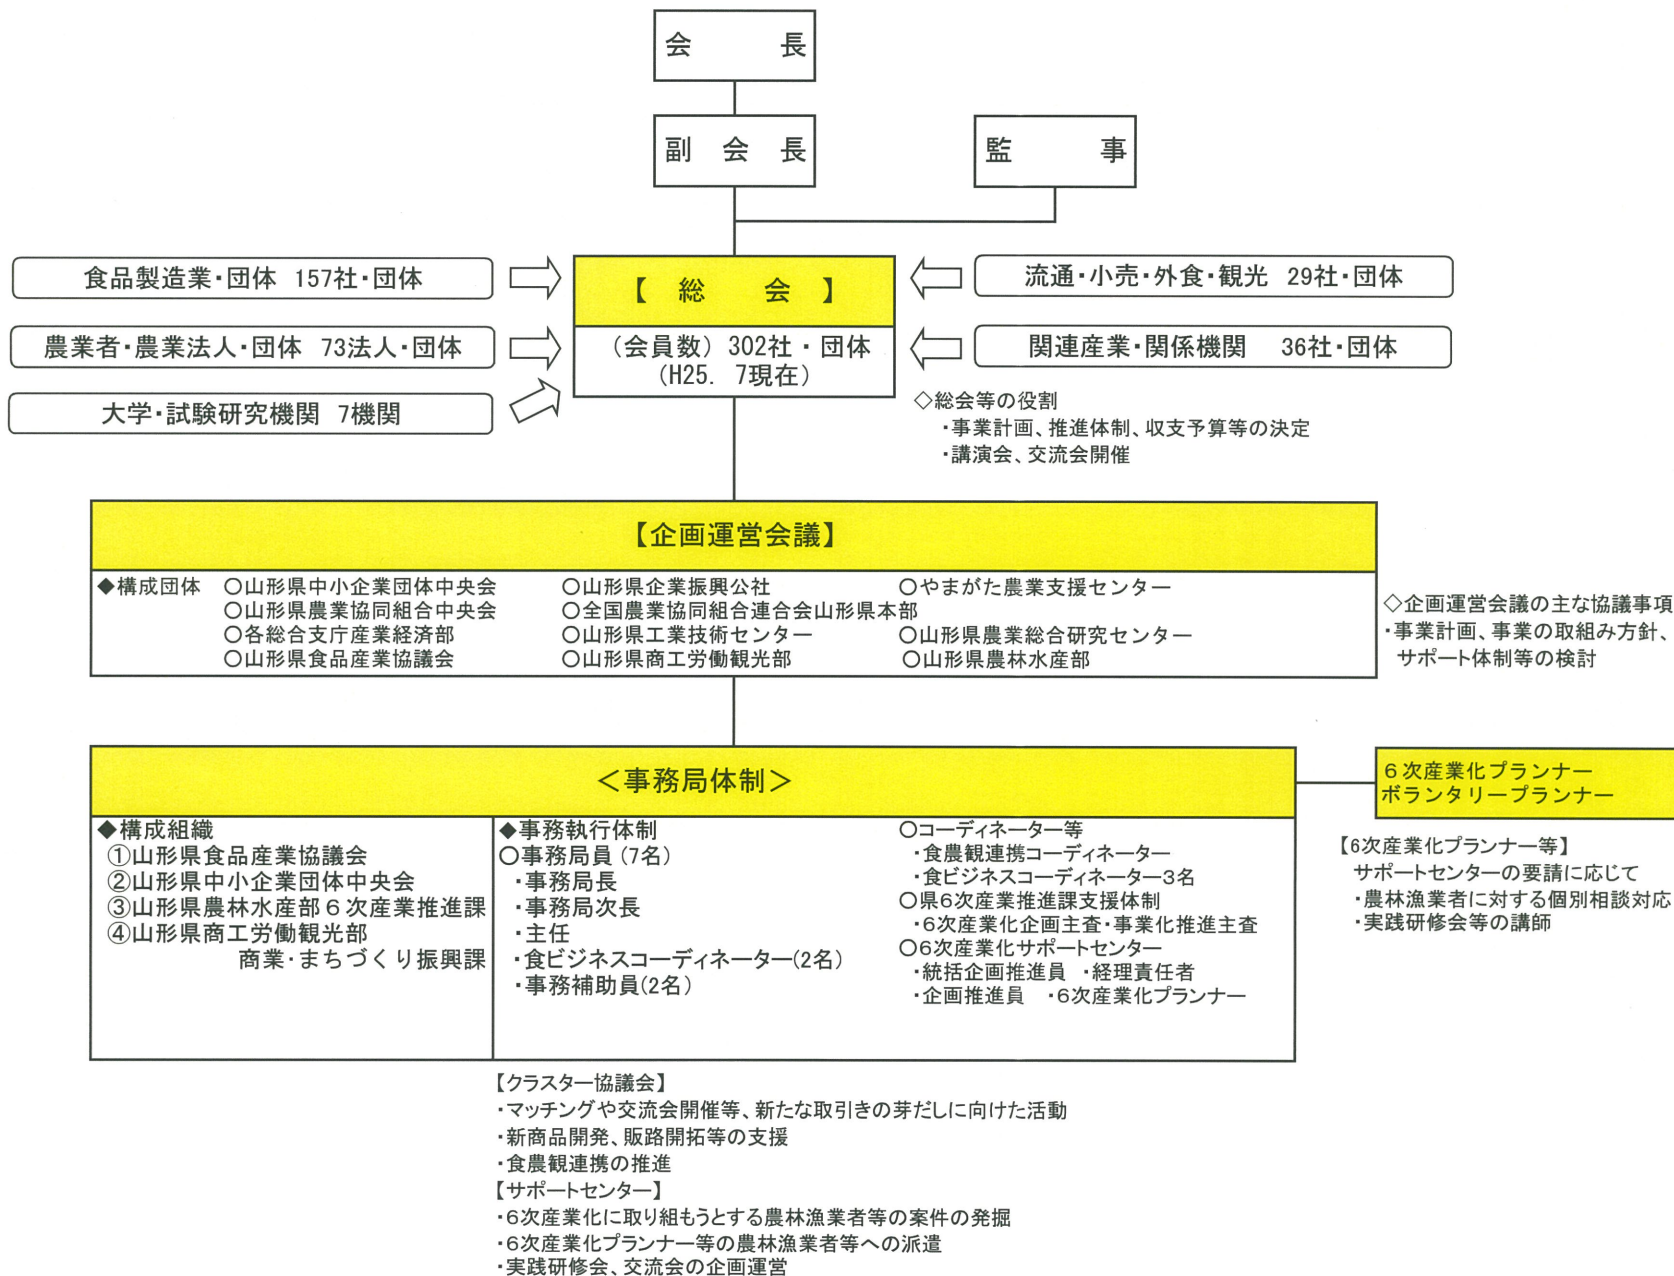 会　　長
副　会　長
監　　事
食品製造業・団体 157社・団体
農業者・農業法人・団体 73法人・団体
大学・試験研究機関 7機関
【　総　　会　】
(会員数) 302社・団体
(H25. 7現在)
流通・小売・外食・観光 29社・団体
関連産業・関係機関　36社・団体
◇総会等の役割
・事業計画、推進体制、収支予算等の決定
・講演会、交流会開催
【企画運営会議】
◆構成団体　○山形県中小企業団体中央会　○山形県企業振興公社　○やまがた農業支援センター
○山形県農業協同組合中央会　○全国農業協同組合連合会山形県本部
○各総合支庁産業経済部　○山形県工業技術センター　○山形県農業総合研究センター
○山形県食品産業協議会　○山形県商工労働観光部　○山形県農林水産部
◇企画運営会議の主な協議事項
・事業計画、事業の取組み方針、
サポート体制等の検討
＜事務局体制＞
◆構成組織
①山形県食品産業協議会
②山形県中小企業団体中央会
③山形県農林水産部６次産業推進課
④山形県商工労働観光部
商業・まちづくり振興課
◆事務執行体制
○事務局員(7名)
・事務局長
・事務局次長
・主任
・食ビジネスコーディネーター(2名)
・事務補助員(2名)
○コーディネーター等
・食農観連携コーディネーター
・食ビジネスコーディネーター3名
○県6次産業推進課支援体制
・6次産業化企画主査・事業化推進主査
○6次産業化サポートセンター
・統括企画推進員　・経理責任者
・企画推進員　・6次産業化プランナー
６次産業化プランナー
ボランタリープランナー
【6次産業化プランナー等】
サポートセンターの要請に応じて
・農林漁業者に対する個別相談対応
・実践研修会等の講師
【クラスター協議会】
・マッチングや交流会開催等、新たな取引きの芽だしに向けた活動
・新商品開発、販路開拓等の支援
・食農観連携の推進
【サポートセンター】
・6次産業化に取り組もうとする農林漁業者等の案件の発掘
・6次産業化プランナー等の農林漁業者等への派遣
・実践研修会、交流会の企画運営